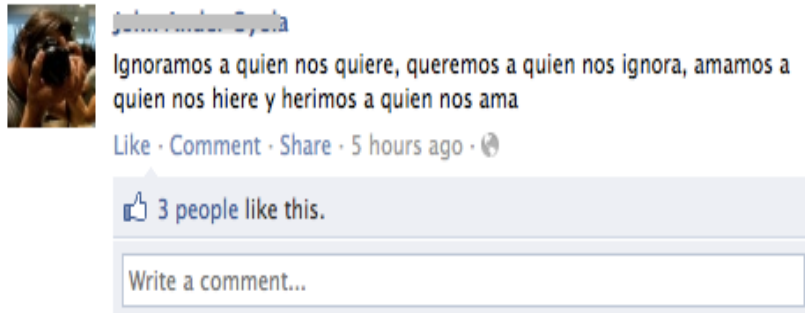 Ignoramos a quien nos quiere, queremos a quien nos ignora, amamos a
quien nos hiere y herimos a quien nos ama
Like · Comment · Share · 5 hours ago ·
3 people like this.
Write a comment...